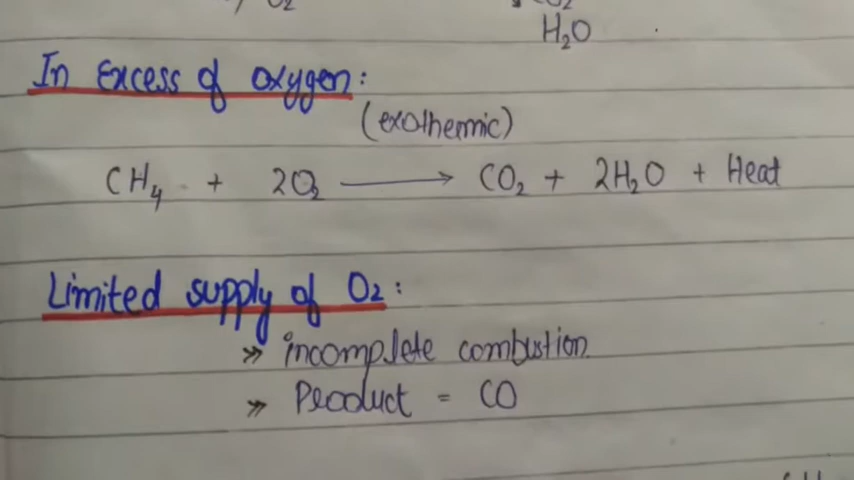 O₂
H₂O
In Excess of oxygen:
(exothermic)
CH₄ + 2O₂ ⟶ CO₂ + 2H₂O + Heat
Limited supply of O₂:
» incomplete combustion
» Product = CO